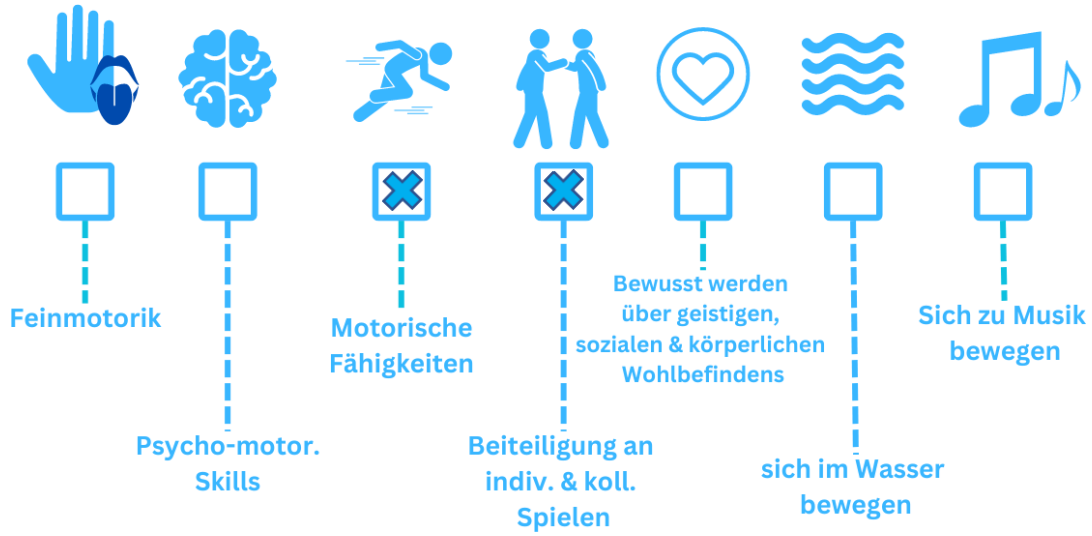 Feinmotorik
Psycho-motor.
Skills
Motorische
Fähigkeiten
Beiteiligung an
indiv. & koll.
Spielen
Bewusst werden
über geistigen,
sozialen & körperlichen
Wohlbefindens
sich im Wasser
bewegen
Sich zu Musik
bewegen